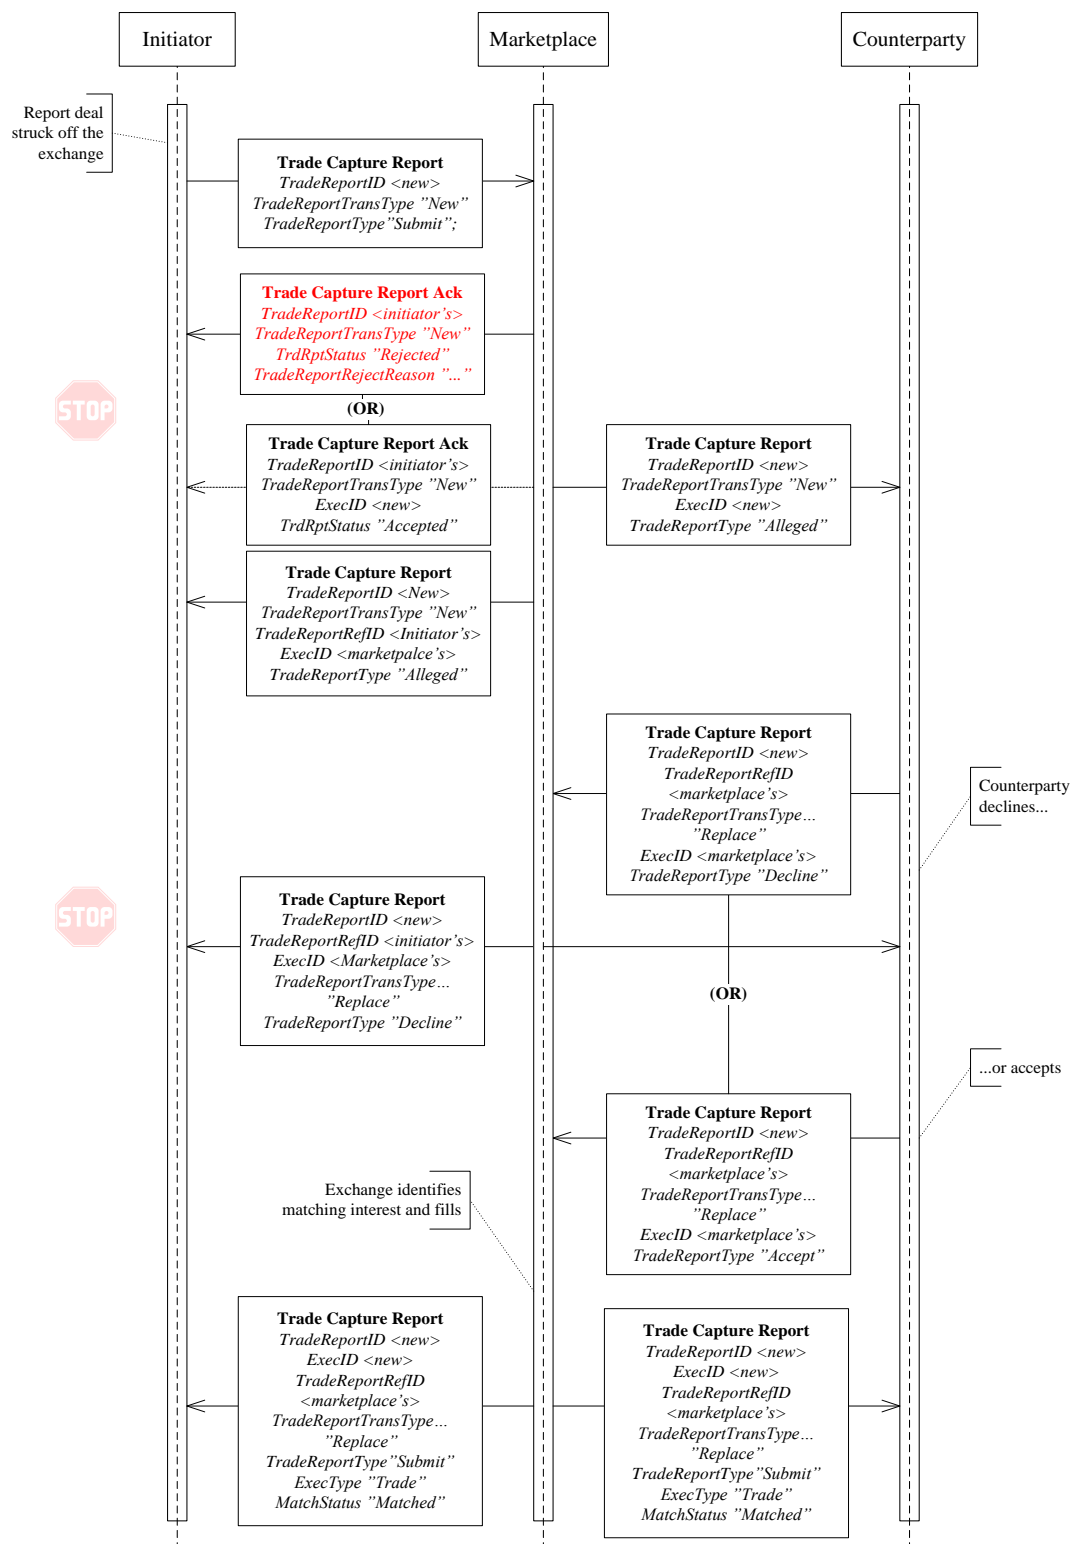 Initiator
Marketplace
Counterparty
Report deal
struck off the
exchange
Trade Capture Report
TradeReportID <new>
TradeReportTransType ”New”
TradeReportType”Submit”;
Trade Capture Report Ack
TradeReportID <initiator’s>
TradeReportTransType ”New”
TrdRptStatus ”Rejected”
TradeReportRejectReason ”...”
STOP
(OR)
Trade Capture Report Ack
TradeReportID <initiator’s>
TradeReportTransType ”New”
ExecID <new>
TrdRptStatus ”Accepted”
Trade Capture Report
TradeReportID <new>
TradeReportTransType ”New”
ExecID <new>
TradeReportType ”Alleged”
Trade Capture Report
TradeReportID <New>
TradeReportTransType ”New”
TradeReportRefID <Initiator’s>
ExecID <marketpalce’s>
TradeReportType ”Alleged”
Trade Capture Report
TradeReportID <new>
TradeReportRefID
<marketplace’s>
TradeReportTransType…
”Replace”
ExecID <marketplace’s>
TradeReportType ”Decline”
Counterparty
declines...
STOP
Trade Capture Report
TradeReportID <new>
TradeReportRefID <initiator’s>
ExecID <Marketplace’s>
TradeReportTransType…
”Replace”
TradeReportType ”Decline”
(OR)
...or accepts
Trade Capture Report
TradeReportID <new>
TradeReportRefID
<marketplace’s>
TradeReportTransType…
”Replace”
ExecID <marketplace’s>
TradeReportType ”Accept”
Exchange identifies
matching interest and fills
Trade Capture Report
TradeReportID <new>
ExecID <new>
TradeReportRefID
<marketplace’s>
TradeReportTransType…
”Replace”
TradeReportType”Submit”
ExecType ”Trade”
MatchStatus ”Matched”
Trade Capture Report
TradeReportID <new>
ExecID <new>
TradeReportRefID
<marketplace’s>
TradeReportTransType…
”Replace”
TradeReportType”Submit”
ExecType ”Trade”
MatchStatus ”Matched”